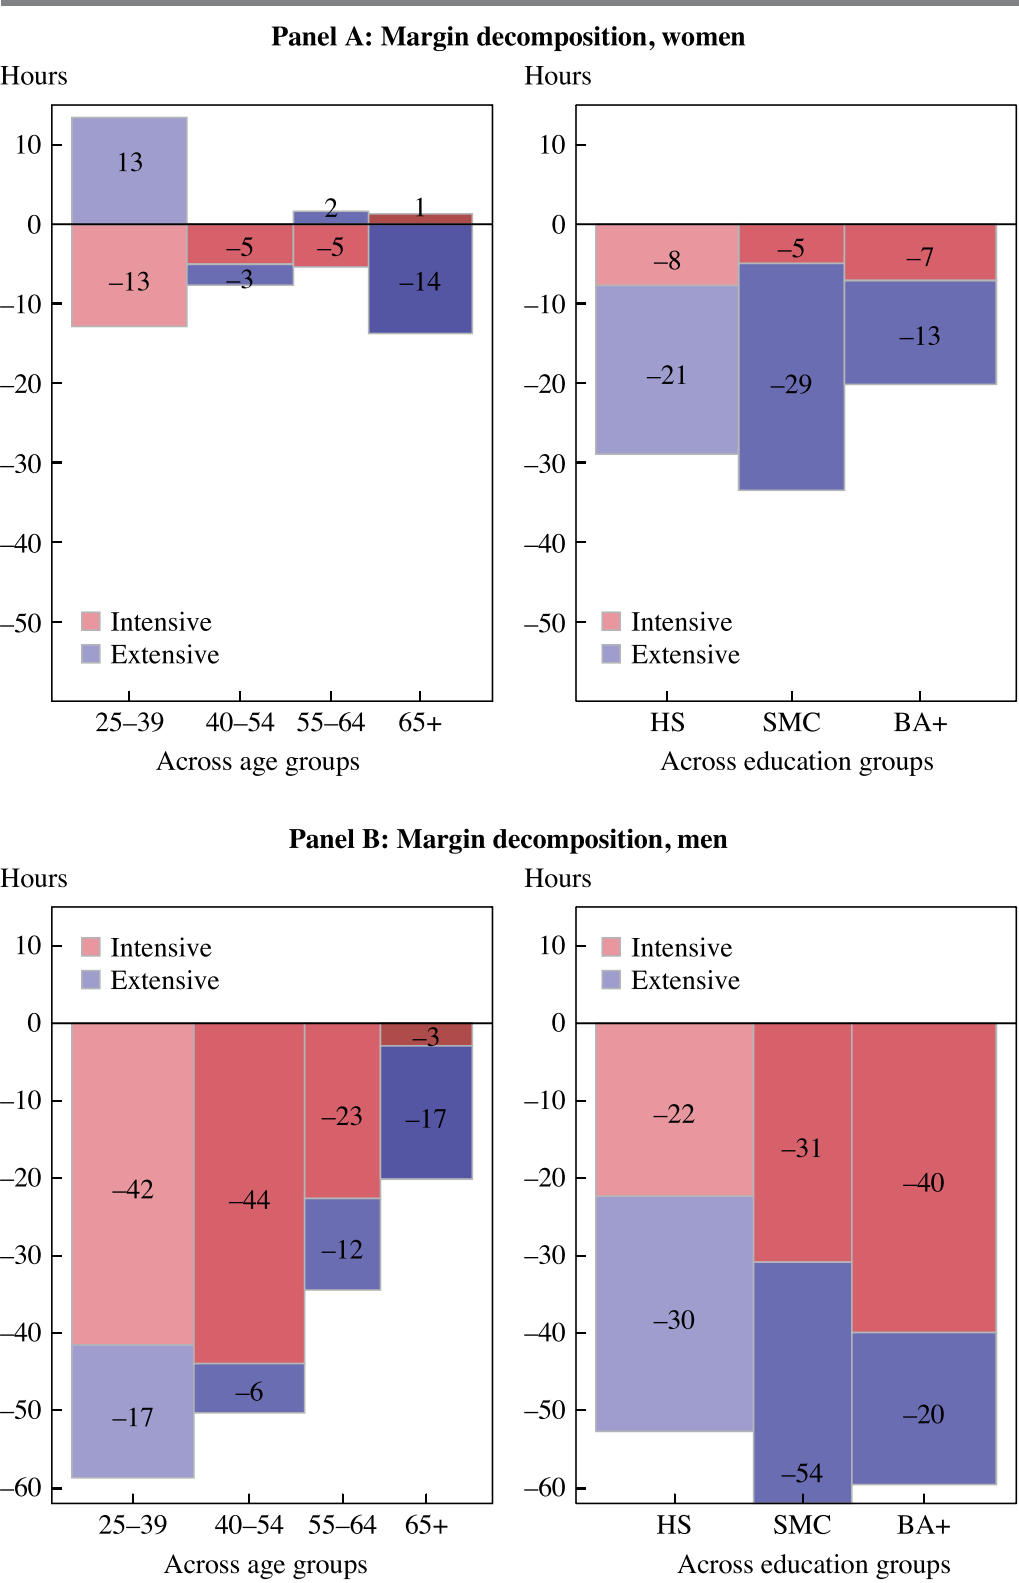 Panel A: Margin decomposition, women
Hours
10
0
–10
–20
–30
–40
–50
13
–13
–5
–3
2
–5
1
–14
Intensive
Extensive
25–39 40–54 55–64 65+
Across age groups
Hours
10
0
–10
–20
–30
–40
–50
–8
–21
–5
–29
–7
–13
Intensive
Extensive
HS SMC BA+
Across education groups
Panel B: Margin decomposition, men
Hours
10
0
–10
–20
–30
–40
–50
–60
Intensive
Extensive
–42
–17
–44
–6
–23
–12
–3
–17
25–39 40–54 55–64 65+
Across age groups
Hours
10
0
–10
–20
–30
–40
–50
–60
Intensive
Extensive
–22
–30
–31
–54
–40
–20
HS SMC BA+
Across education groups